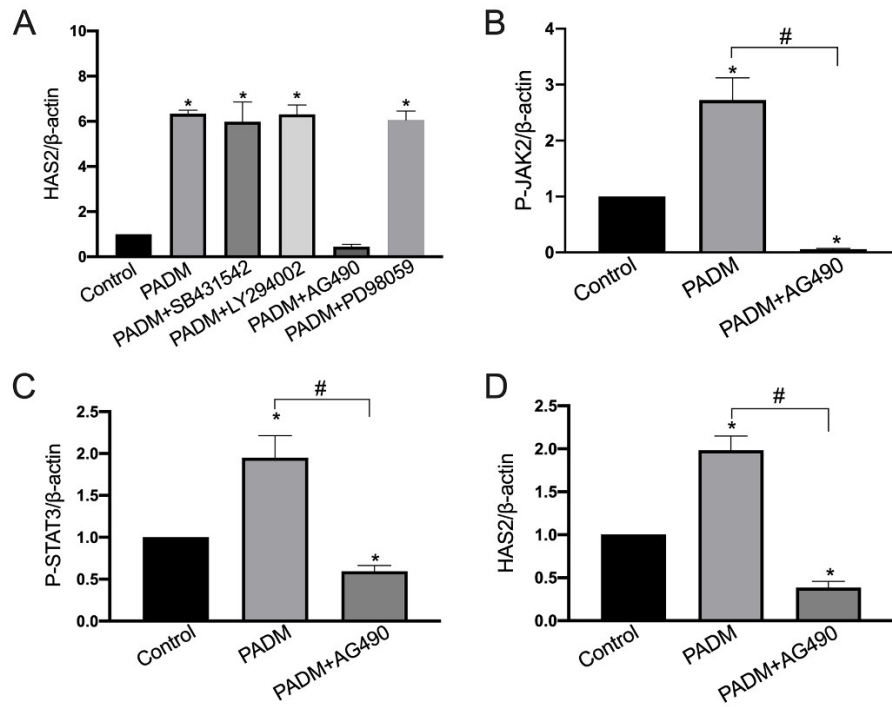 A
HAS2/β-actin
10
8
6
4
2
0
* * * *
Control
PADM
PADM+SB431542
PADM+LY294002
PADM+AG490
PADM+PD98059
B
P-JAK2/β-actin
4
3
2
1
0
#
*
*
Control
PADM
PADM+AG490
C
P-STAT3/β-actin
2.5
2.0
1.5
1.0
0.5
0.0
#
*
*
Control
PADM
PADM+AG490
D
HAS2/β-actin
2.5
2.0
1.5
1.0
0.5
0.0
#
*
*
Control
PADM
PADM+AG490